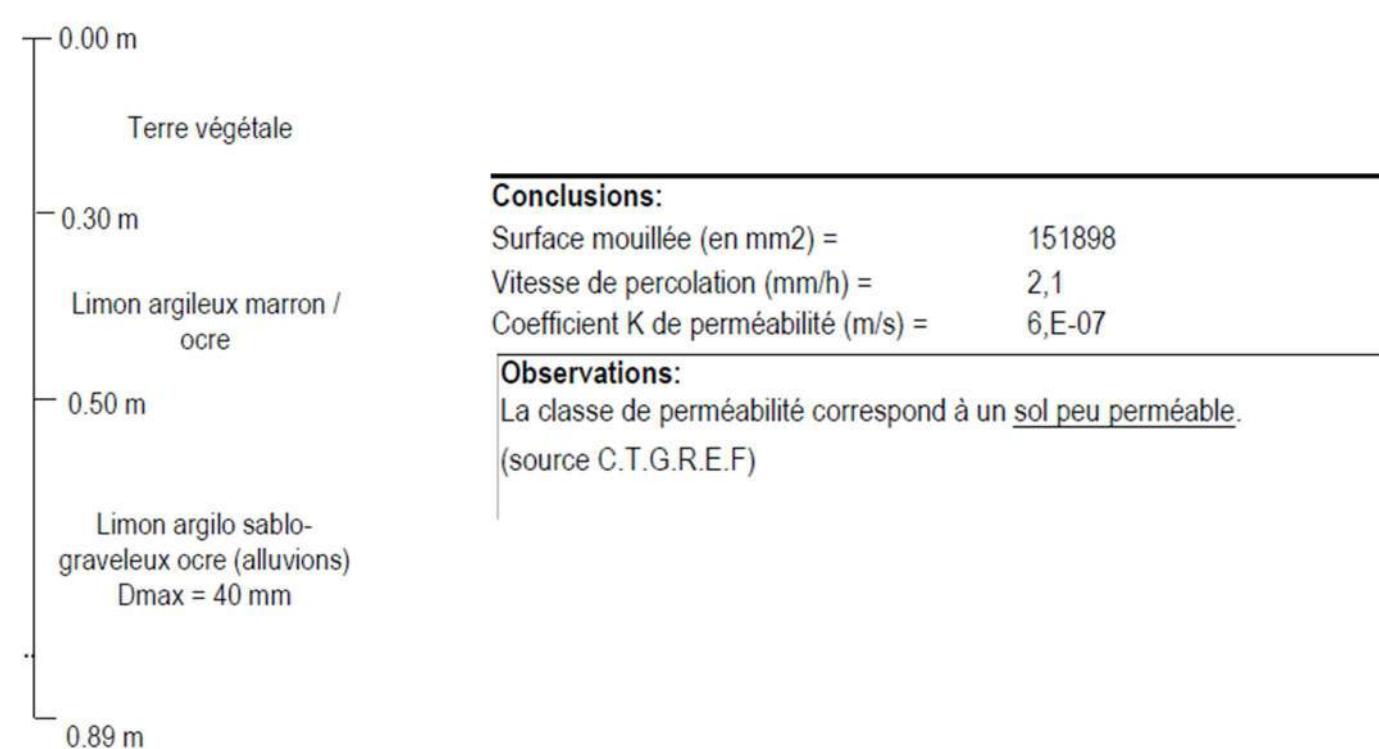 0.00 m
Terre végétale
0.30 m
Limon argileux marron /
ocre
0.50 m
Limon argilo sablo-
graveleux ocre (alluvions)
Dmax = 40 mm
0.89 m
Conclusions:
Surface mouillée (en mm2) = 151898
Vitesse de percolation (mm/h) = 2,1
Coefficient K de perméabilité (m/s) = 6,E-07
Observations:
La classe de perméabilité correspond à un sol peu perméable.
(source C.T.G.R.E.F)